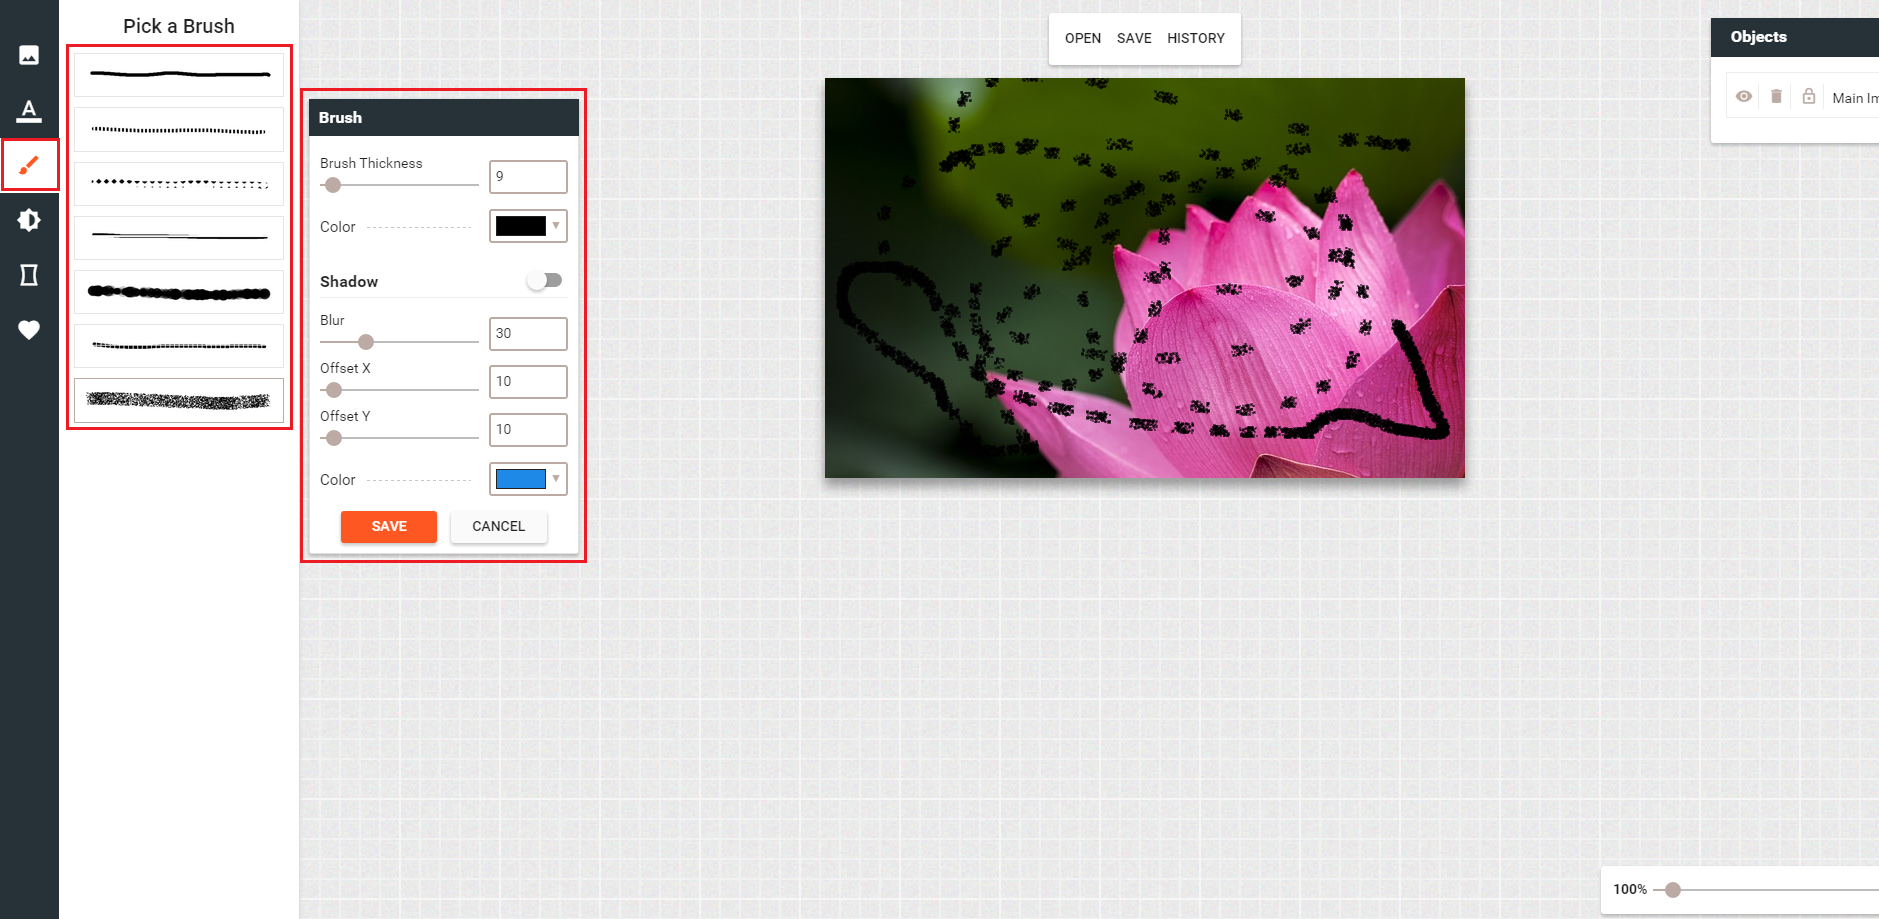 Pick a Brush
OPEN SAVE HISTORY
Objects
Main Im
Brush
Brush Thickness
9
Color
Shadow
Blur
30
Offset X
10
Offset Y
10
Color
SAVE CANCEL
100%